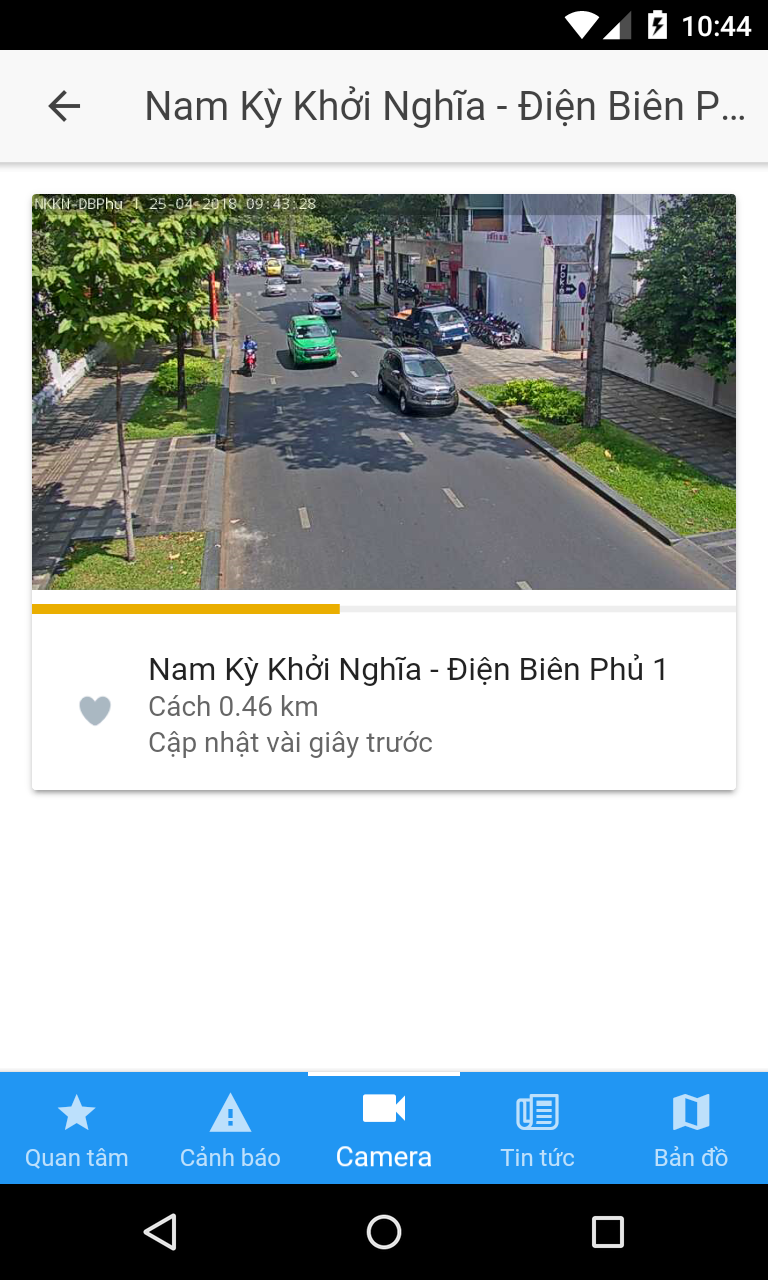 10:44
Nam Kỳ Khởi Nghĩa - Điện Biên P...
NKKN-DBPhu 1 25-04-2018 09:43:28
Nam Kỳ Khởi Nghĩa - Điện Biên Phủ 1
Cách 0.46 km
Cập nhật vài giây trước
Quan tâm
Cảnh báo
Camera
Tin tức
Bản đồ